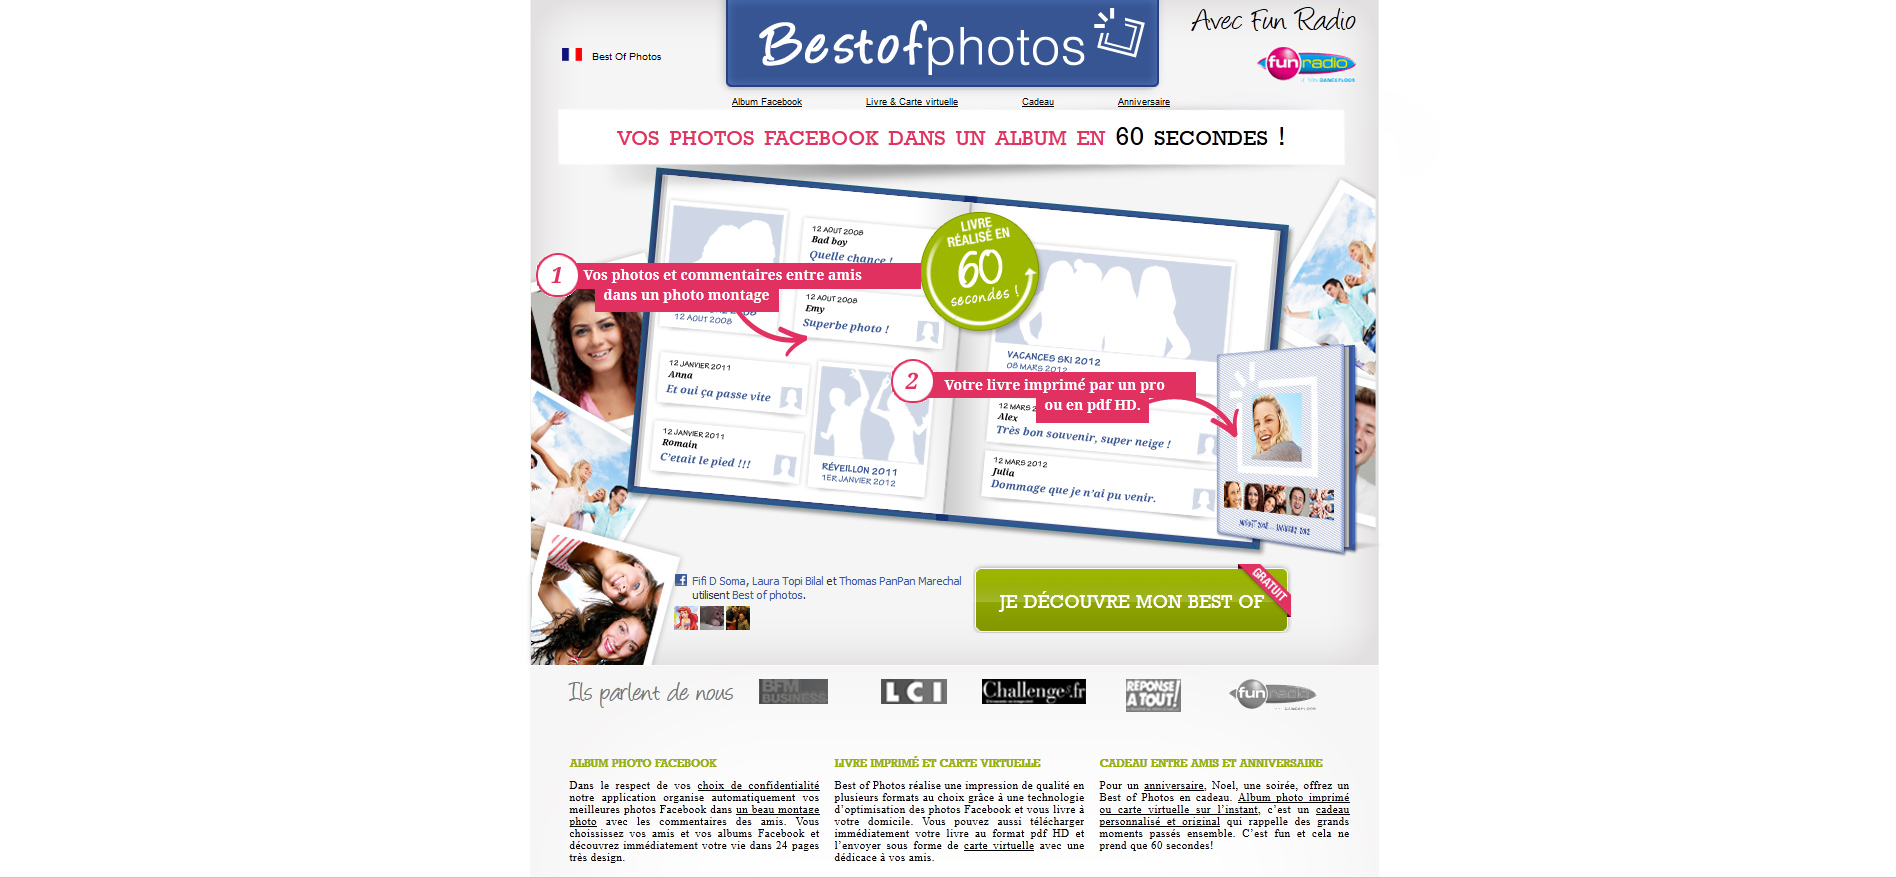 Best Of Photos
Bestofphotos
Avec Fun Radio
fun radio
Album Facebook
Livre & Carte virtuelle
Cadeau
Anniversaire
VOS PHOTOS FACEBOOK DANS UN ALBUM EN 60 SECONDES !
LIVRE
RÉALISÉ EN
60
secondes !
12 AOUT 2008
Bad boy
Quelle chance !
1
Vos photos et commentaires entre amis
dans un photo montage
12 AOUT 2008
12 AOUT 2008
Emy
Superbe photo !
12 JANVIER 2011
Anna
Et oui ça passe vite
12 JANVIER 2011
Romain
C'etait le pied !!!
RÉVEILLON 2011
1ER JANVIER 2012
VACANCES SKI 2012
08 MARS 2012
2
Votre livre imprimé par un pro
ou en pdf HD.
12 MARS
Alex
Très bon souvenir, super neige !
12 MARS 2012
Julia
Dommage que je n'ai pu venir.
Fifi D Soma, Laura Topi Bilal et Thomas PanPan Marechal
utilisent Best of photos.
JE DÉCOUVRE MON BEST OF
GRATUIT
Ils parlent de nous
BFM
BUSINESS
LCI
Challenges.fr
RÉPONSE
A TOUT!
fun radio
ALBUM PHOTO FACEBOOK
Dans le respect de vos choix de confidentialité
notre application organise automatiquement vos
meilleures photos Facebook dans un beau montage
photo avec les commentaires des amis. Vous
choississez vos amis et vos albums Facebook et
découvrez immédiatement votre vie dans 24 pages
très design.
LIVRE IMPRIMÉ ET CARTE VIRTUELLE
Best of Photos réalise une impression de qualité en
plusieurs formats au choix grâce à une technologie
d'optimisation des photos Facebook et vous livre à
votre domicile. Vous pouvez aussi télécharger
immédiatement votre livre au format pdf HD et
l'envoyer sous forme de carte virtuelle avec une
dédicace à vos amis.
CADEAU ENTRE AMIS ET ANNIVERSAIRE
Pour un anniversaire, Noel, une soirée, offrez un
Best of Photos en cadeau. Album photo imprimé
ou carte virtuelle sur l'instant, c'est un cadeau
personnalisé et original qui rappelle des grands
moments passés ensemble. C'est fun et cela ne
prend que 60 secondes!